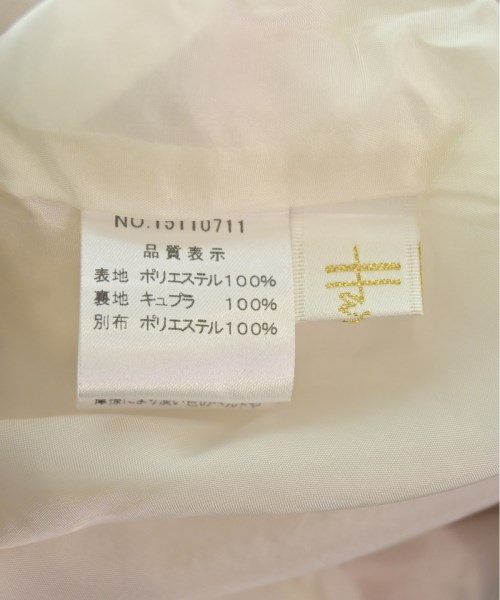 NO.15110711
品質表示
表地 ポリエステル100%
裏地 キュプラ 100%
別布 ポリエステル100%